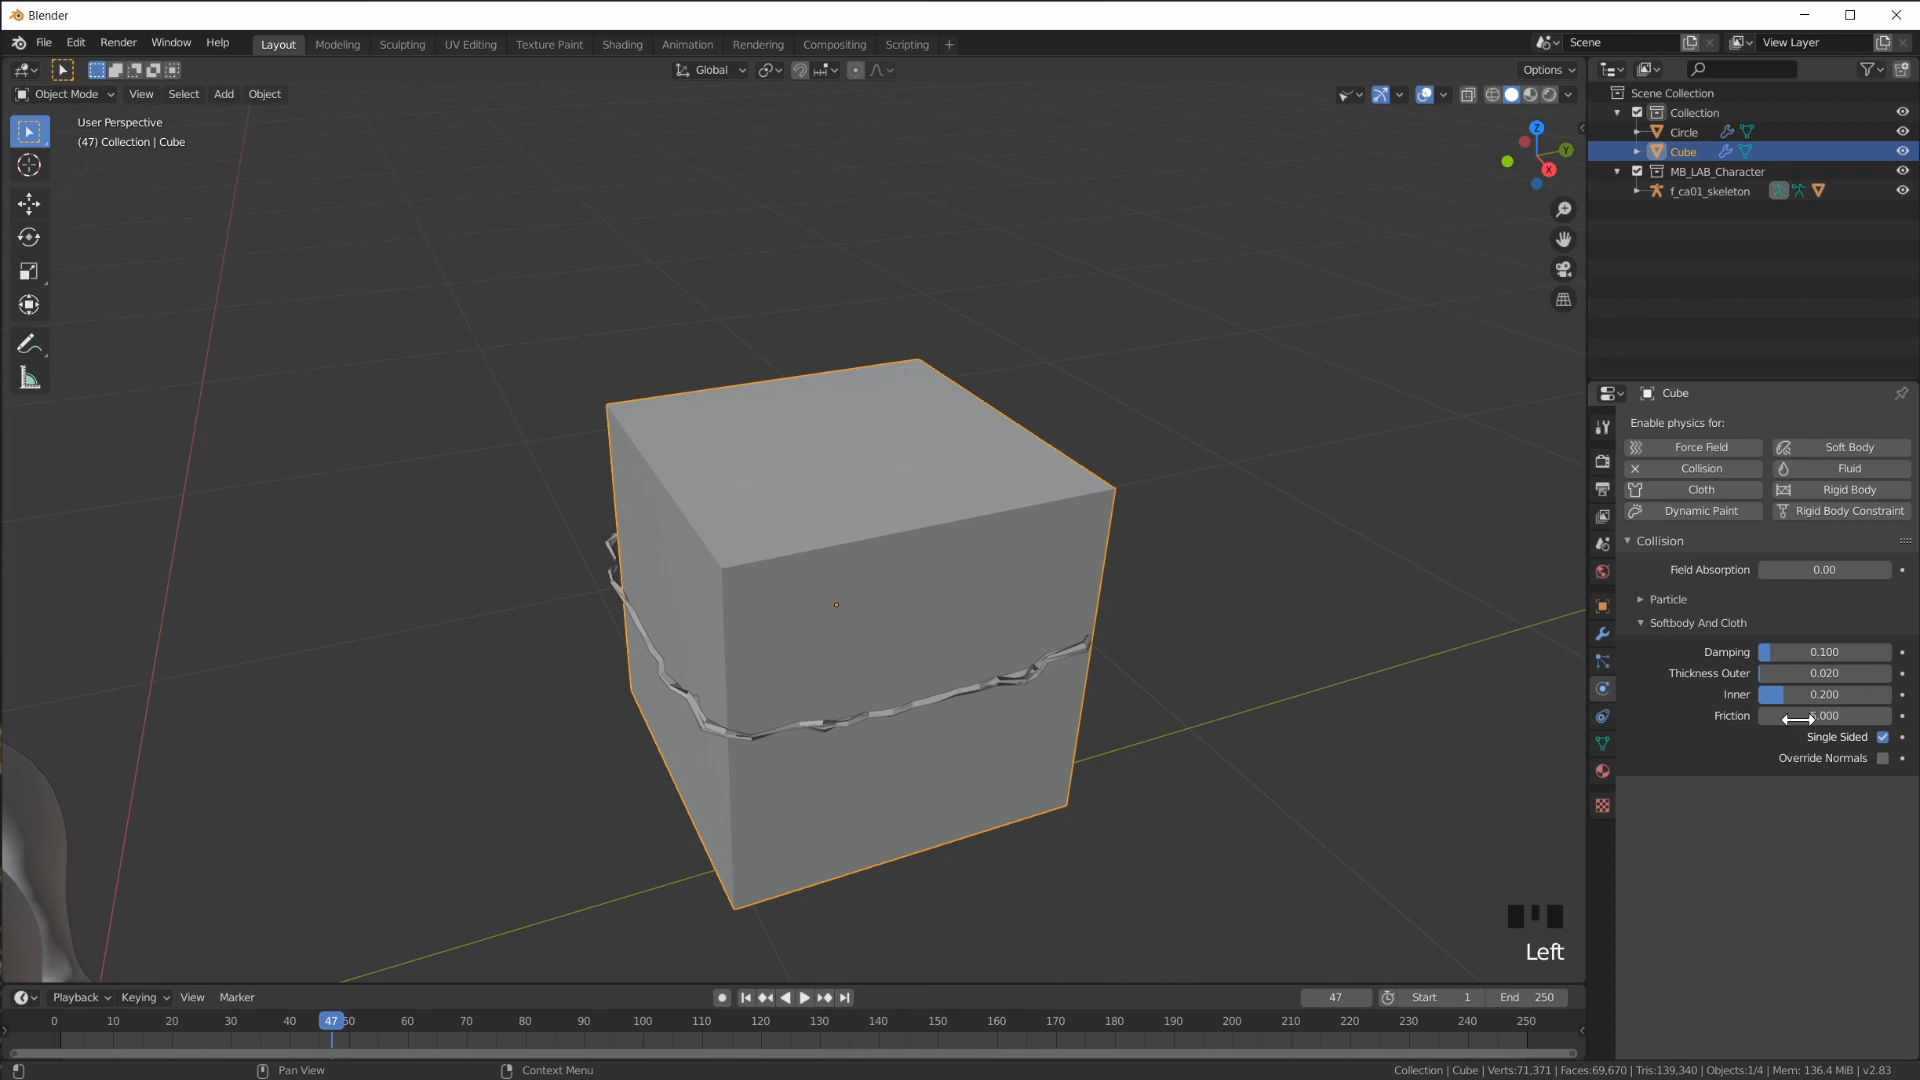 Blender
File Edit Render Window Help
Layout Modeling Sculpting UV Editing Texture Paint Shading Animation Rendering Compositing Scripting +
Scene
View Layer
Global
Options
Object Mode View Select Add Object
User Perspective
(47) Collection | Cube
Z
Y
X
Scene Collection
Collection
Circle
Cube
MB_LAB_Character
f_ca01_skeleton
Cube
Enable physics for:
Force Field Soft Body
Collision Fluid
Cloth Rigid Body
Dynamic Paint Rigid Body Constraint
Collision
Field Absorption 0.00
Particle
Softbody And Cloth
Damping 0.100
Thickness Outer 0.020
Inner 0.200
Friction 5.000
Single Sided
Override Normals
Left
Playback Keying View Marker
47 Start 1 End 250
0 10 20 30 40 47 50 60 70 80 90 100 110 120 130 140 150 160 170 180 190 200 210 220 230 240 250
Pan View
Context Menu
Collection | Cube | Verts:71,371 | Faces:69,670 | Tris:139,340 | Objects:1/4 | Mem: 136.4 MiB | v2.83